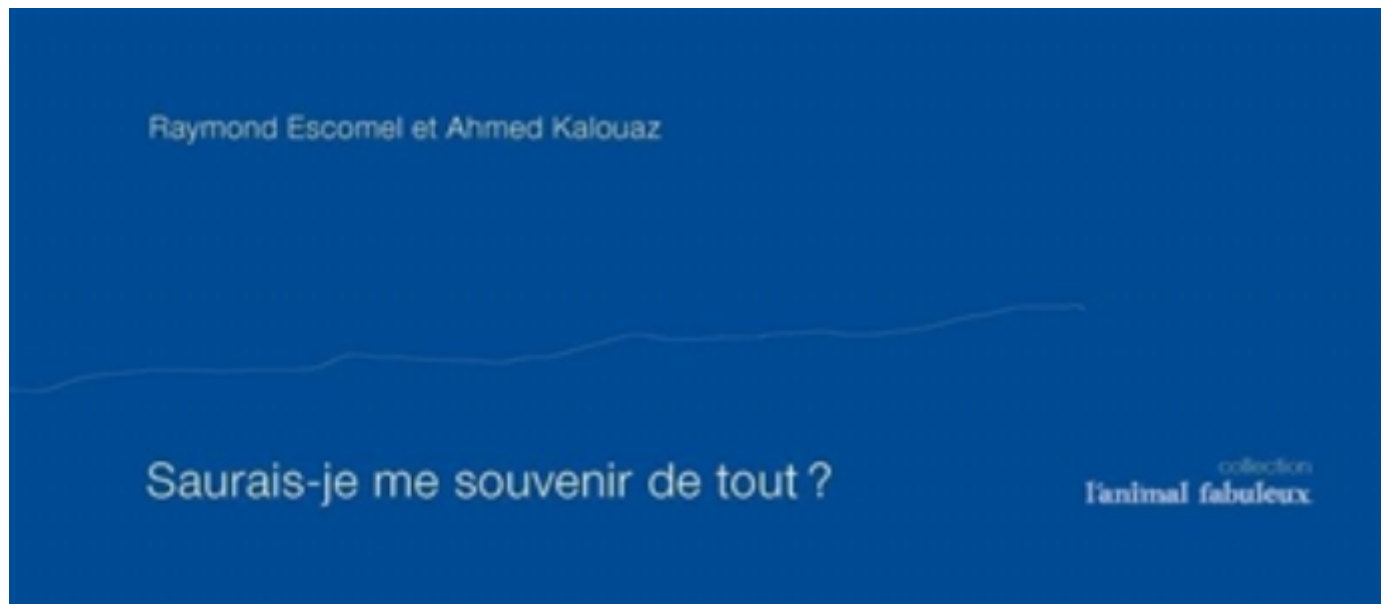 Raymond Escomel et Ahmed Kalouaz
Saurais-je me souvenir de tout ?
collection
l'animal fabuleux